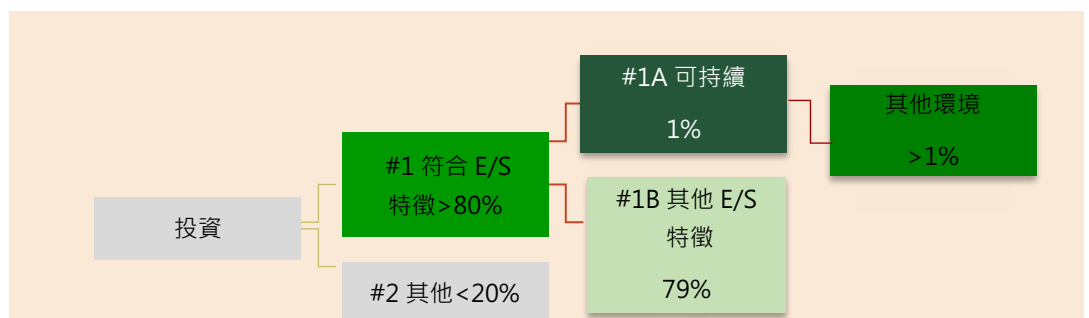 投資
#1 符合 E/S
特徵>80%
#2 其他<20%
#1A 可持續
1%
#1B 其他 E/S
特徵
79%
其他環境
>1%